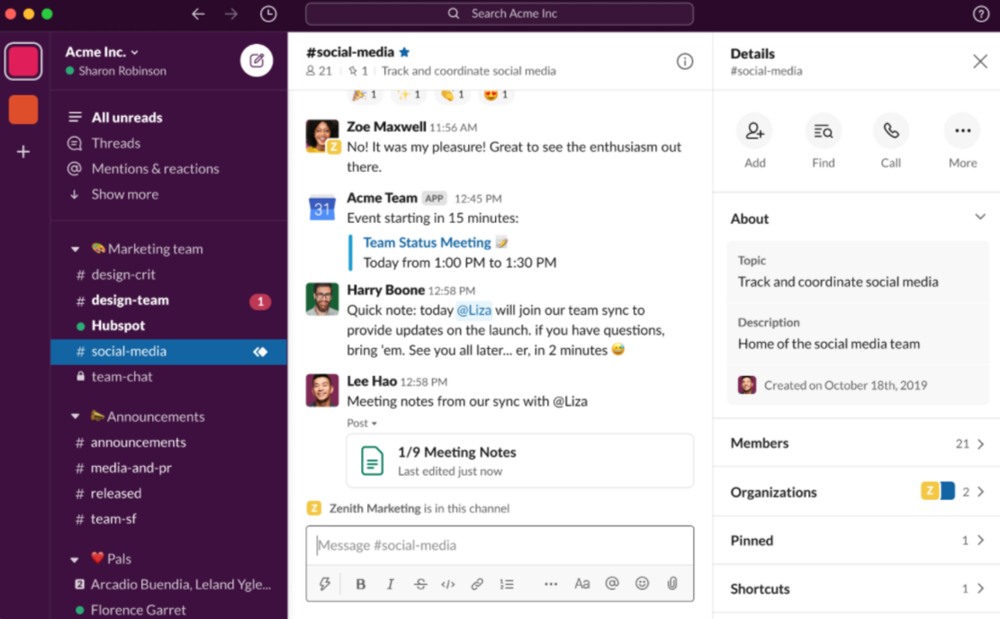 Search Acme Inc
Acme Inc.
Sharon Robinson
All unreads
Threads
Mentions & reactions
Show more
Marketing team
# design-crit
# design-team 1
Hubspot
# social-media
team-chat
Announcements
# announcements
# media-and-pr
# released
# team-sf
Pals
2 Arcadio Buendia, Leland Ygle...
Florence Garret
#social-media
21 | 1 | Track and coordinate social media
1 1 1 1
Zoe Maxwell 11:56 AM
Z
No! It was my pleasure! Great to see the enthusiasm out
there.
Acme Team APP 12:45 PM
31
Event starting in 15 minutes:
Team Status Meeting
Today from 1:00 PM to 1:30 PM
Harry Boone 12:58 PM
Quick note: today @Liza will join our team sync to
provide updates on the launch. if you have questions,
bring ‘em. See you all later... er, in 2 minutes
Lee Hao 12:58 PM
Meeting notes from our sync with @Liza
Post
1/9 Meeting Notes
Last edited just now
Z Zenith Marketing is in this channel
Message #social-media
B I S </> ... Aa @
Details
#social-media
Add Find Call More
About
Topic
Track and coordinate social media
Description
Home of the social media team
Created on October 18th, 2019
Members 21
Organizations Z 2
Pinned 1
Shortcuts 1